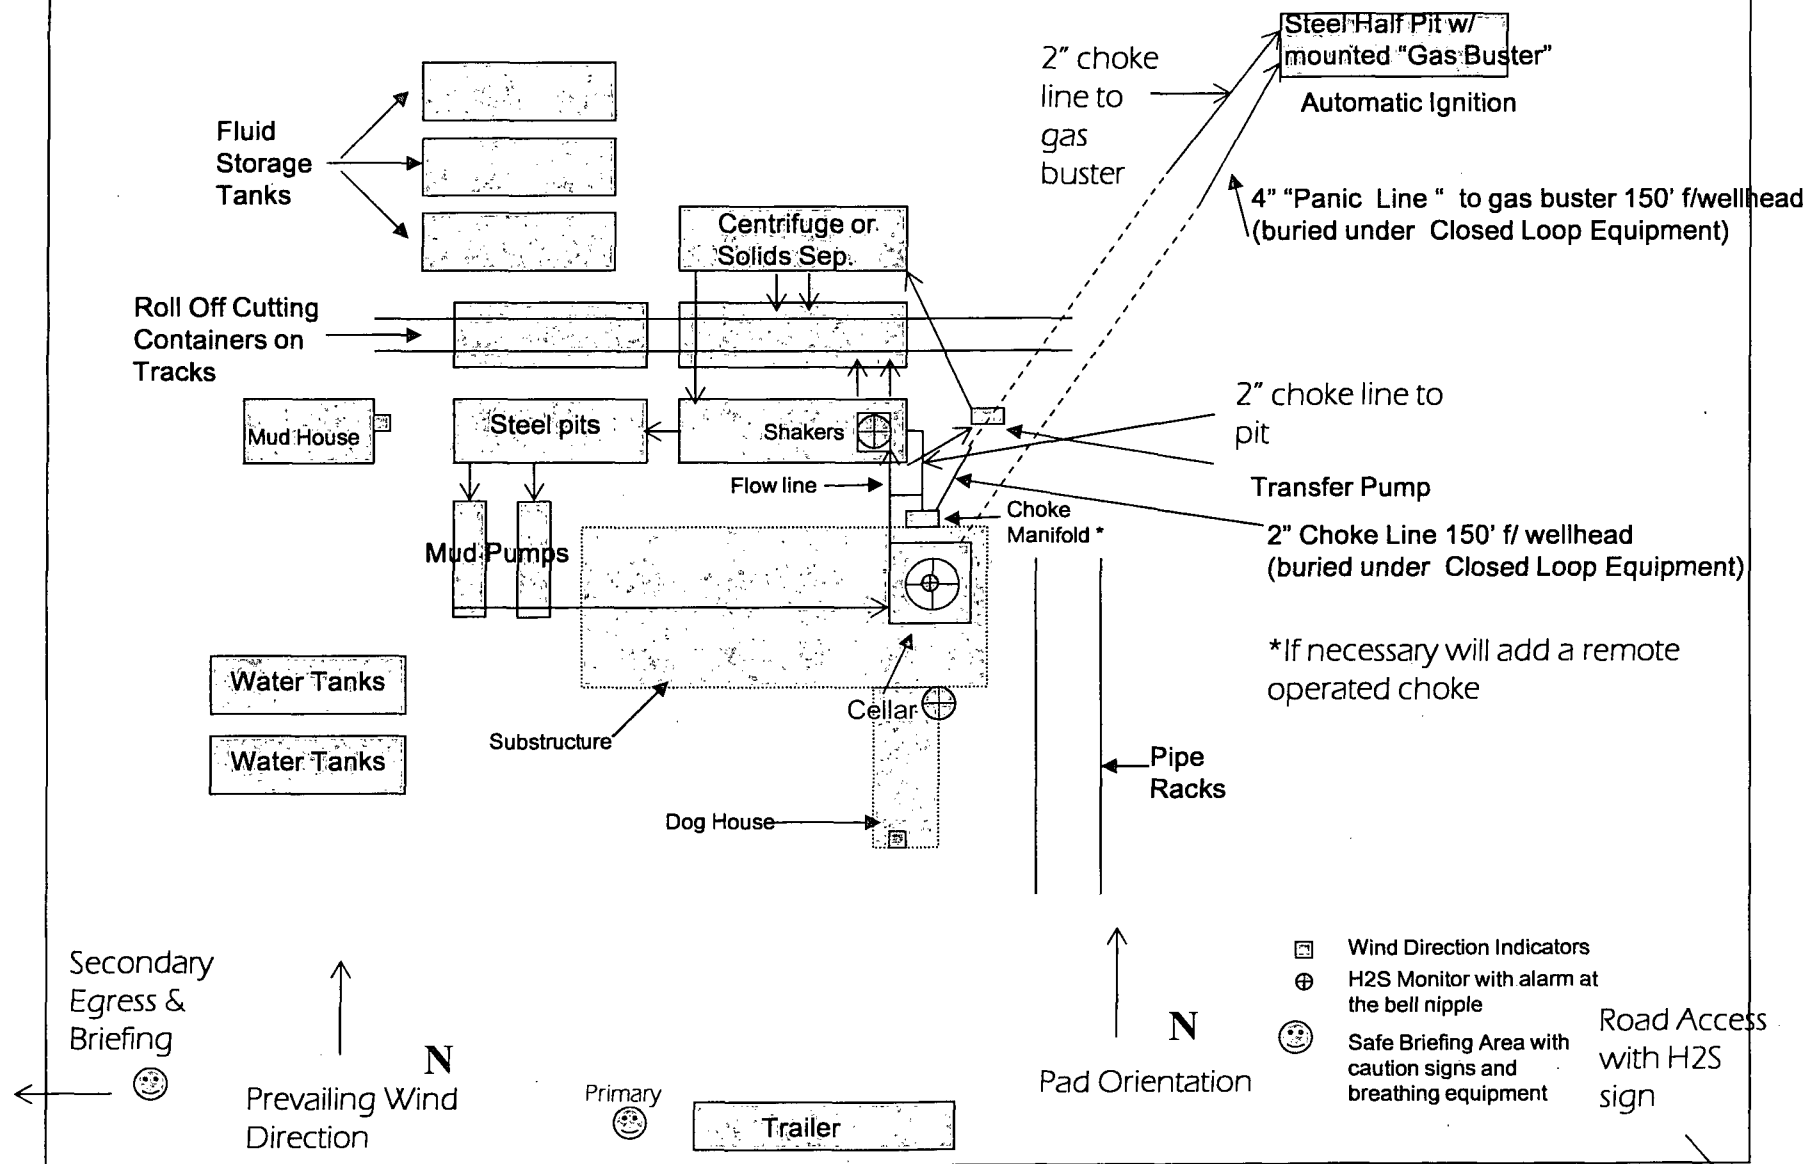 Steel Half Pit w/
mounted "Gas Buster"
Automatic Ignition
2" choke
line to
gas
buster
Fluid
Storage
Tanks
4" "Panic Line " to gas buster 150' f/wellhead
(buried under Closed Loop Equipment)
Centrifuge or
Solids Sep.
Roll Off Cutting
Containers on
Tracks
2" choke line to
pit
Mud House
Steel pits
Shakers
Flow line
Transfer Pump
Choke
Manifold *
2" Choke Line 150' f/ wellhead
(buried under Closed Loop Equipment)
Mud Pumps
*If necessary will add a remote
operated choke
Water Tanks
Cellar
Substructure
Water Tanks
Pipe
Racks
Dog House
Wind Direction Indicators
H2S Monitor with alarm at
the bell nipple
Safe Briefing Area with
caution signs and
breathing equipment
Road Access
with H2S
sign
Secondary
Egress &
Briefing
N
Prevailing Wind
Direction
Primary
Trailer
N
Pad Orientation